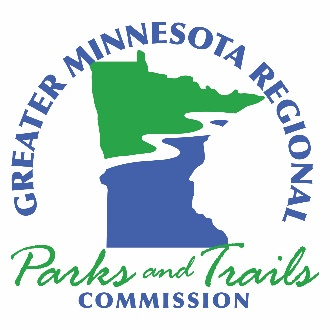 GREATER MINNESOTA REGIONAL
Parks and Trails
COMMISSION